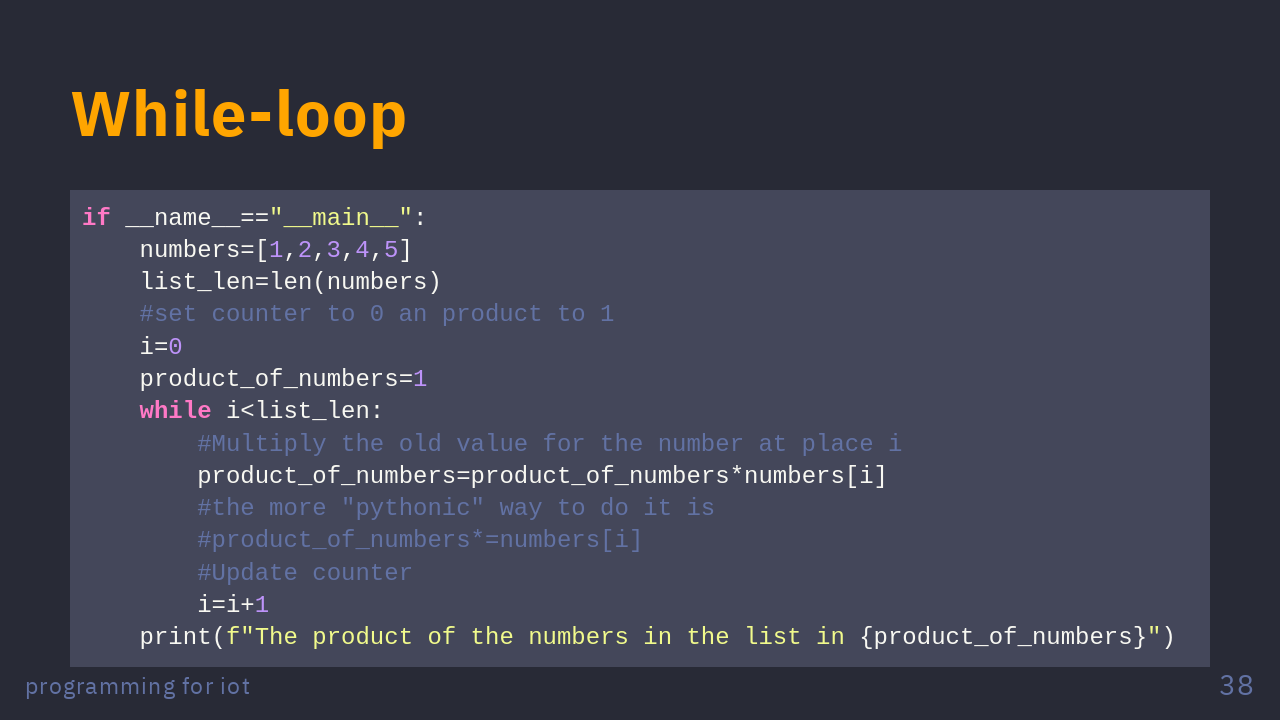 While-loop
if __name__=="__main__":
    numbers=[1,2,3,4,5]
    list_len=len(numbers)
    #set counter to 0 an product to 1
    i=0
    product_of_numbers=1
    while i<list_len:
        #Multiply the old value for the number at place i
        product_of_numbers=product_of_numbers*numbers[i]
        #the more "pythonic" way to do it is
        #product_of_numbers*=numbers[i]
        #Update counter
        i=i+1
    print(f"The product of the numbers in the list in {product_of_numbers}")
programming for iot
38